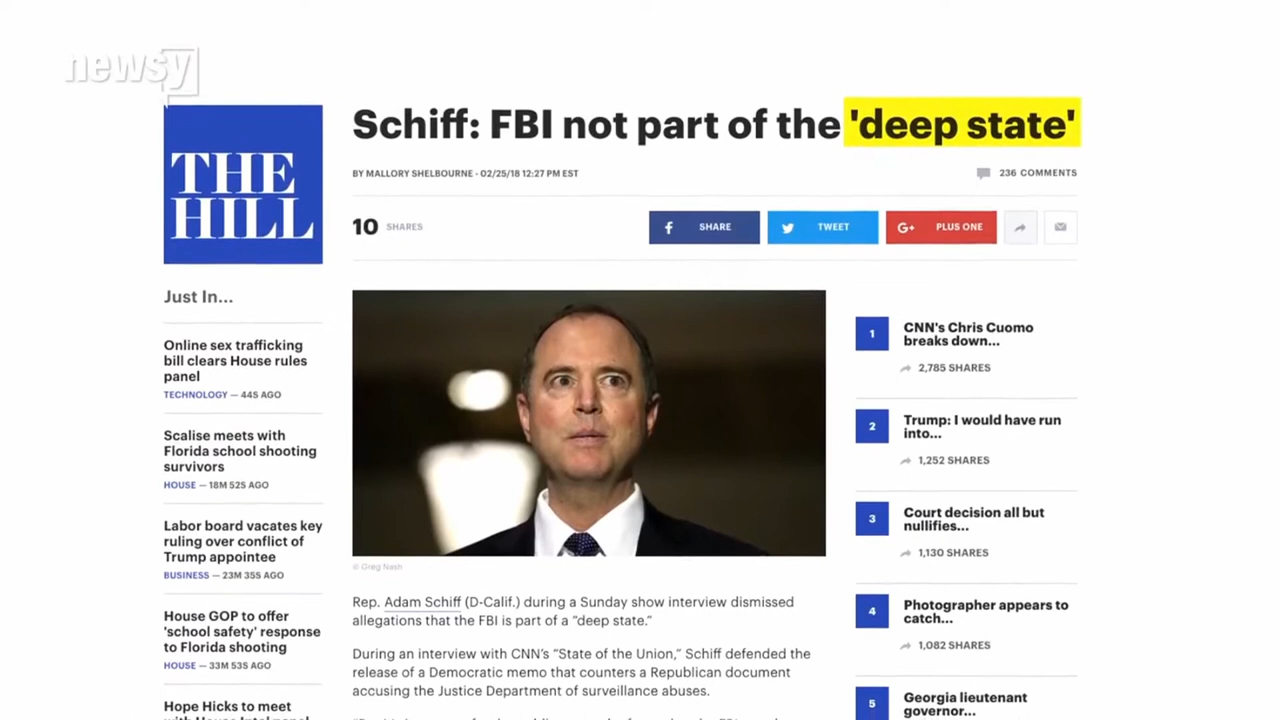 newsy
THE
HILL
Schiff: FBI not part of the 'deep state'
BY MALLORY SHELBOURNE - 02/25/18 12:27 PM EST
236 COMMENTS
10 SHARES
f SHARE
TWEET
G+ PLUS ONE
Just In...
Online sex trafficking
bill clears House rules
panel
TECHNOLOGY — 44S AGO
Scalise meets with
Florida school shooting
survivors
HOUSE — 18M 52S AGO
Labor board vacates key
ruling over conflict of
Trump appointee
BUSINESS — 23M 35S AGO
House GOP to offer
'school safety' response
to Florida shooting
HOUSE — 33M 53S AGO
Hope Hicks to meet
with House Intel panel
© Greg Nash
Rep. Adam Schiff (D-Calif.) during a Sunday show interview dismissed
allegations that the FBI is part of a "deep state."
During an interview with CNN's "State of the Union," Schiff defended the
release of a Democratic memo that counters a Republican document
accusing the Justice Department of surveillance abuses.
1 CNN's Chris Cuomo
breaks down...
2,785 SHARES
2 Trump: I would have run
into...
1,252 SHARES
3 Court decision all but
nullifies...
1,130 SHARES
4 Photographer appears to
catch...
1,082 SHARES
5 Georgia lieutenant
governor...